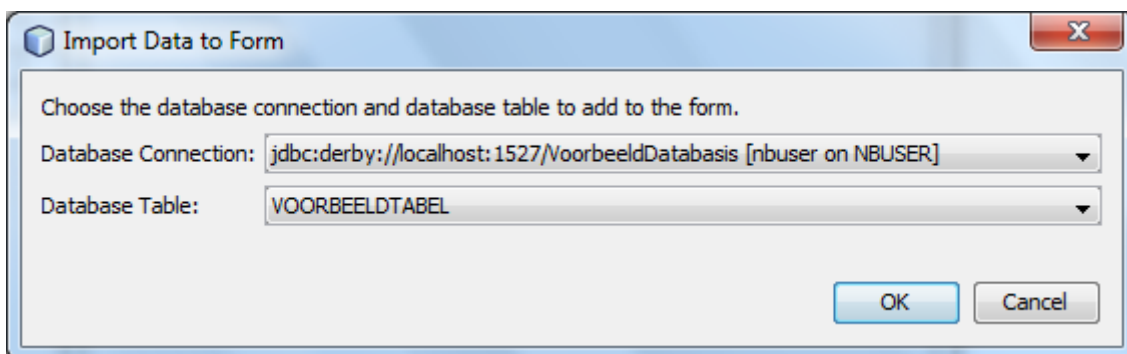 Import Data to Form
Choose the database connection and database table to add to the form.
Database Connection: jdbc:derby://localhost:1527/VoorbeeldDatabasis [nbuser on NBUSER]
Database Table: VOORBEELDTABEL
OK Cancel